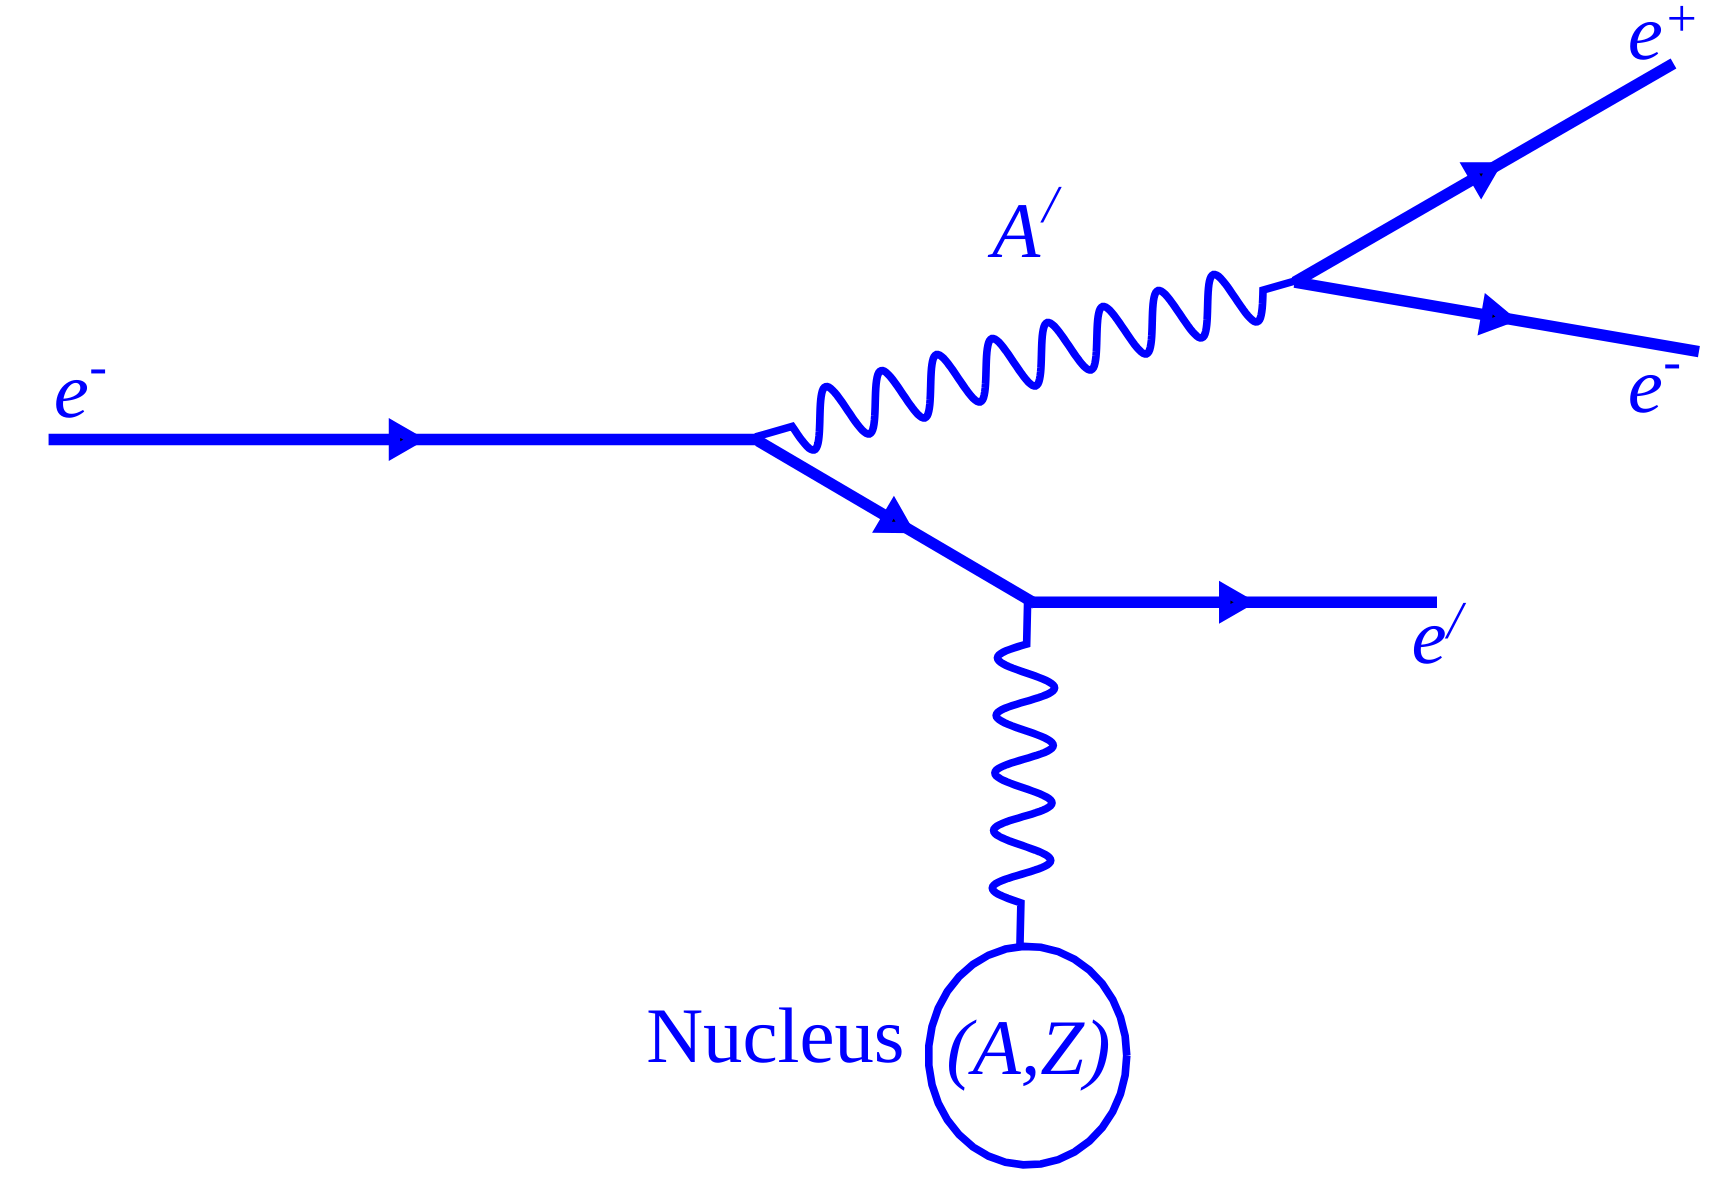 e+
A/
e-
e-
e/
Nucleus (A,Z)